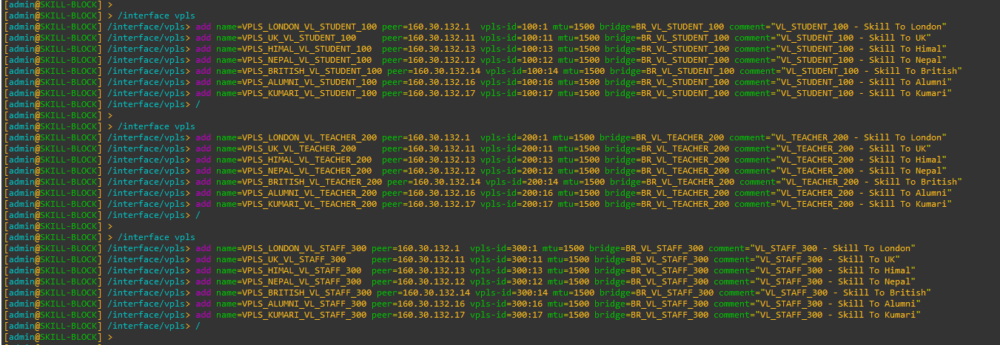 [admin@SKILL-BLOCK] >
[admin@SKILL-BLOCK] > /interface vpls
[admin@SKILL-BLOCK] /interface/vpls> add name=VPLS_LONDON_VL_STUDENT_100 peer=160.30.132.1  vpls-id=100:1 mtu=1500 bridge=BR_VL_STUDENT_100 comment="VL_STUDENT_100 - Skill To London"
[admin@SKILL-BLOCK] /interface/vpls> add name=VPLS_UK_VL_STUDENT_100     peer=160.30.132.11 vpls-id=100:11 mtu=1500 bridge=BR_VL_STUDENT_100 comment="VL_STUDENT_100 - Skill To UK"
[admin@SKILL-BLOCK] /interface/vpls> add name=VPLS_HIMAL_VL_STUDENT_100  peer=160.30.132.13 vpls-id=100:13 mtu=1500 bridge=BR_VL_STUDENT_100 comment="VL_STUDENT_100 - Skill To Himal"
[admin@SKILL-BLOCK] /interface/vpls> add name=VPLS_NEPAL_VL_STUDENT_100  peer=160.30.132.12 vpls-id=100:12 mtu=1500 bridge=BR_VL_STUDENT_100 comment="VL_STUDENT_100 - Skill To Nepal"
[admin@SKILL-BLOCK] /interface/vpls> add name=VPLS_BRITISH_VL_STUDENT_100 peer=160.30.132.14 vpls-id=100:14 mtu=1500 bridge=BR_VL_STUDENT_100 comment="VL_STUDENT_100 - Skill To British"
[admin@SKILL-BLOCK] /interface/vpls> add name=VPLS_ALUMNI_VL_STUDENT_100 peer=160.30.132.16 vpls-id=100:16 mtu=1500 bridge=BR_VL_STUDENT_100 comment="VL_STUDENT_100 - Skill To Alumni"
[admin@SKILL-BLOCK] /interface/vpls> add name=VPLS_KUMARI_VL_STUDENT_100 peer=160.30.132.17 vpls-id=100:17 mtu=1500 bridge=BR_VL_STUDENT_100 comment="VL_STUDENT_100 - Skill To Kumari"
[admin@SKILL-BLOCK] /interface/vpls> /
[admin@SKILL-BLOCK] >
[admin@SKILL-BLOCK] > /interface vpls
[admin@SKILL-BLOCK] /interface/vpls> add name=VPLS_LONDON_VL_TEACHER_200 peer=160.30.132.1  vpls-id=200:1 mtu=1500 bridge=BR_VL_TEACHER_200 comment="VL_TEACHER_200 - Skill To London"
[admin@SKILL-BLOCK] /interface/vpls> add name=VPLS_UK_VL_TEACHER_200     peer=160.30.132.11 vpls-id=200:11 mtu=1500 bridge=BR_VL_TEACHER_200 comment="VL_TEACHER_200 - Skill To UK"
[admin@SKILL-BLOCK] /interface/vpls> add name=VPLS_HIMAL_VL_TEACHER_200  peer=160.30.132.13 vpls-id=200:13 mtu=1500 bridge=BR_VL_TEACHER_200 comment="VL_TEACHER_200 - Skill To Himal"
[admin@SKILL-BLOCK] /interface/vpls> add name=VPLS_NEPAL_VL_TEACHER_200  peer=160.30.132.12 vpls-id=200:12 mtu=1500 bridge=BR_VL_TEACHER_200 comment="VL_TEACHER_200 - Skill To Nepal"
[admin@SKILL-BLOCK] /interface/vpls> add name=VPLS_BRITISH_VL_TEACHER_200 peer=160.30.132.14 vpls-id=200:14 mtu=1500 bridge=BR_VL_TEACHER_200 comment="VL_TEACHER_200 - Skill To British"
[admin@SKILL-BLOCK] /interface/vpls> add name=VPLS_ALUMNI_VL_TEACHER_200 peer=160.30.132.16 vpls-id=200:16 mtu=1500 bridge=BR_VL_TEACHER_200 comment="VL_TEACHER_200 - Skill To Alumni"
[admin@SKILL-BLOCK] /interface/vpls> add name=VPLS_KUMARI_VL_TEACHER_200 peer=160.30.132.17 vpls-id=200:17 mtu=1500 bridge=BR_VL_TEACHER_200 comment="VL_TEACHER_200 - Skill To Kumari"
[admin@SKILL-BLOCK] /interface/vpls> /
[admin@SKILL-BLOCK] >
[admin@SKILL-BLOCK] > /interface vpls
[admin@SKILL-BLOCK] /interface/vpls> add name=VPLS_LONDON_VL_STAFF_300 peer=160.30.132.1  vpls-id=300:1 mtu=1500 bridge=BR_VL_STAFF_300 comment="VL_STAFF_300 - Skill To London"
[admin@SKILL-BLOCK] /interface/vpls> add name=VPLS_UK_VL_STAFF_300     peer=160.30.132.11 vpls-id=300:11 mtu=1500 bridge=BR_VL_STAFF_300 comment="VL_STAFF_300 - Skill To UK"
[admin@SKILL-BLOCK] /interface/vpls> add name=VPLS_HIMAL_VL_STAFF_300  peer=160.30.132.13 vpls-id=300:13 mtu=1500 bridge=BR_VL_STAFF_300 comment="VL_STAFF_300 - Skill To Himal"
[admin@SKILL-BLOCK] /interface/vpls> add name=VPLS_NEPAL_VL_STAFF_300  peer=160.30.132.12 vpls-id=300:12 mtu=1500 bridge=BR_VL_STAFF_300 comment="VL_STAFF_300 - Skill To Nepal"
[admin@SKILL-BLOCK] /interface/vpls> add name=VPLS_BRITISH_VL_STAFF_300 peer=160.30.132.14 vpls-id=300:14 mtu=1500 bridge=BR_VL_STAFF_300 comment="VL_STAFF_300 - Skill To British"
[admin@SKILL-BLOCK] /interface/vpls> add name=VPLS_ALUMNI_VL_STAFF_300 peer=160.30.132.16 vpls-id=300:16 mtu=1500 bridge=BR_VL_STAFF_300 comment="VL_STAFF_300 - Skill To Alumni"
[admin@SKILL-BLOCK] /interface/vpls> add name=VPLS_KUMARI_VL_STAFF_300 peer=160.30.132.17 vpls-id=300:17 mtu=1500 bridge=BR_VL_STAFF_300 comment="VL_STAFF_300 - Skill To Kumari"
[admin@SKILL-BLOCK] /interface/vpls> /
[admin@SKILL-BLOCK] >